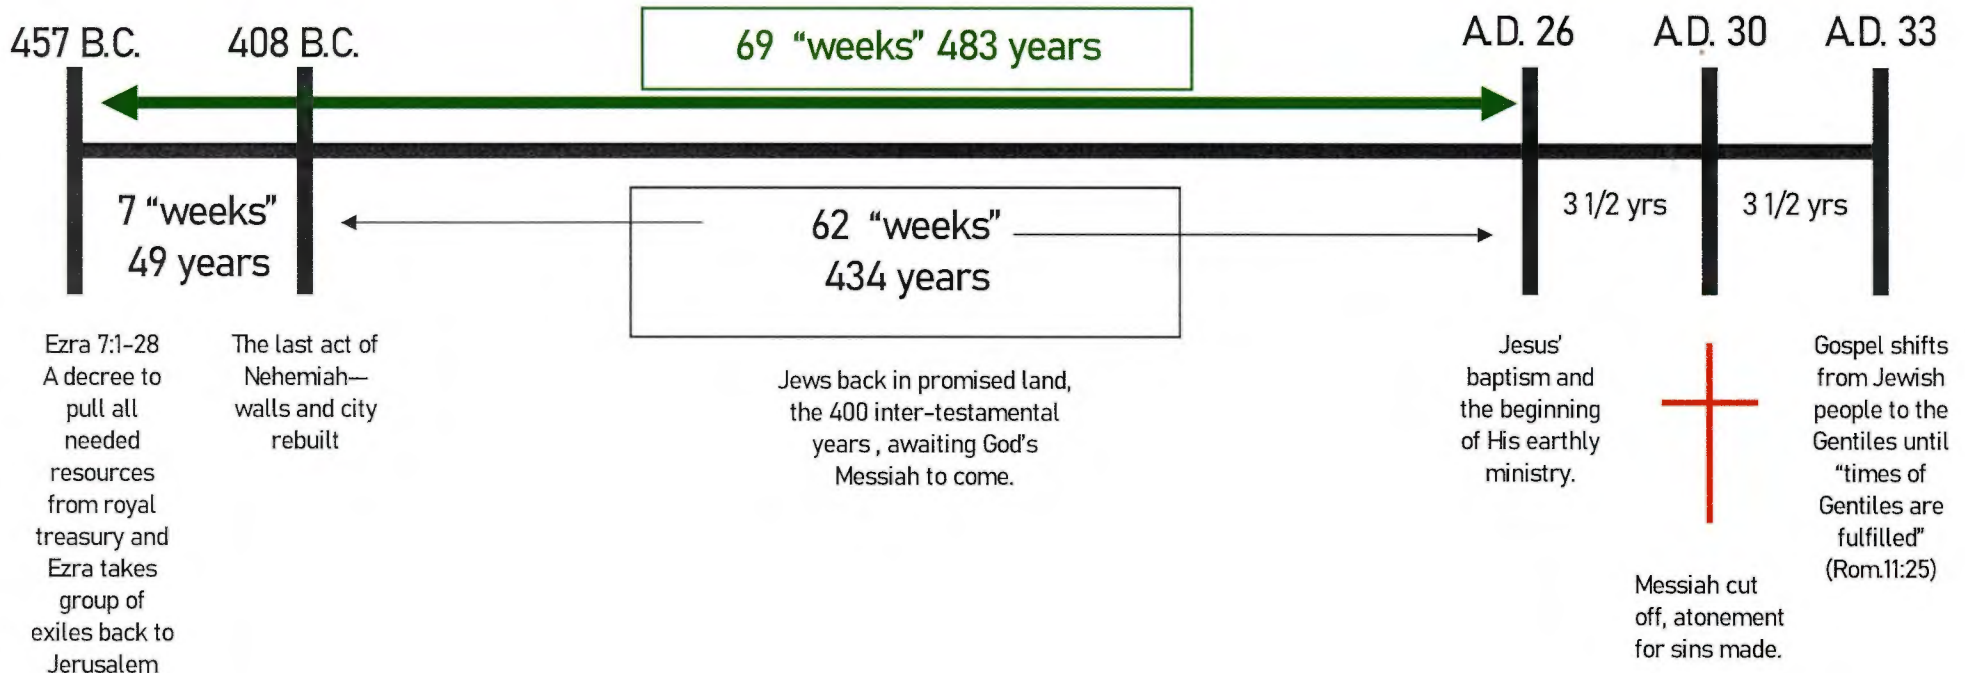 457 B.C.
408 B.C.
69 “weeks” 483 years
A.D. 26
A.D. 30
A.D. 33
7 “weeks”
49 years
62 “weeks”
434 years
3 1/2 yrs
3 1/2 yrs
Ezra 7:1-28
A decree to
pull all
needed
resources
from royal
treasury and
Ezra takes
group of
exiles back to
Jerusalem
The last act of
Nehemiah—
walls and city
rebuilt
Jews back in promised land,
the 400 inter-testamental
years , awaiting God's
Messiah to come.
Jesus'
baptism and
the beginning
of His earthly
ministry.
Messiah cut
off, atonement
for sins made.
Gospel shifts
from Jewish
people to the
Gentiles until
“times of
Gentiles are
fulfilled”
(Rom.11:25)